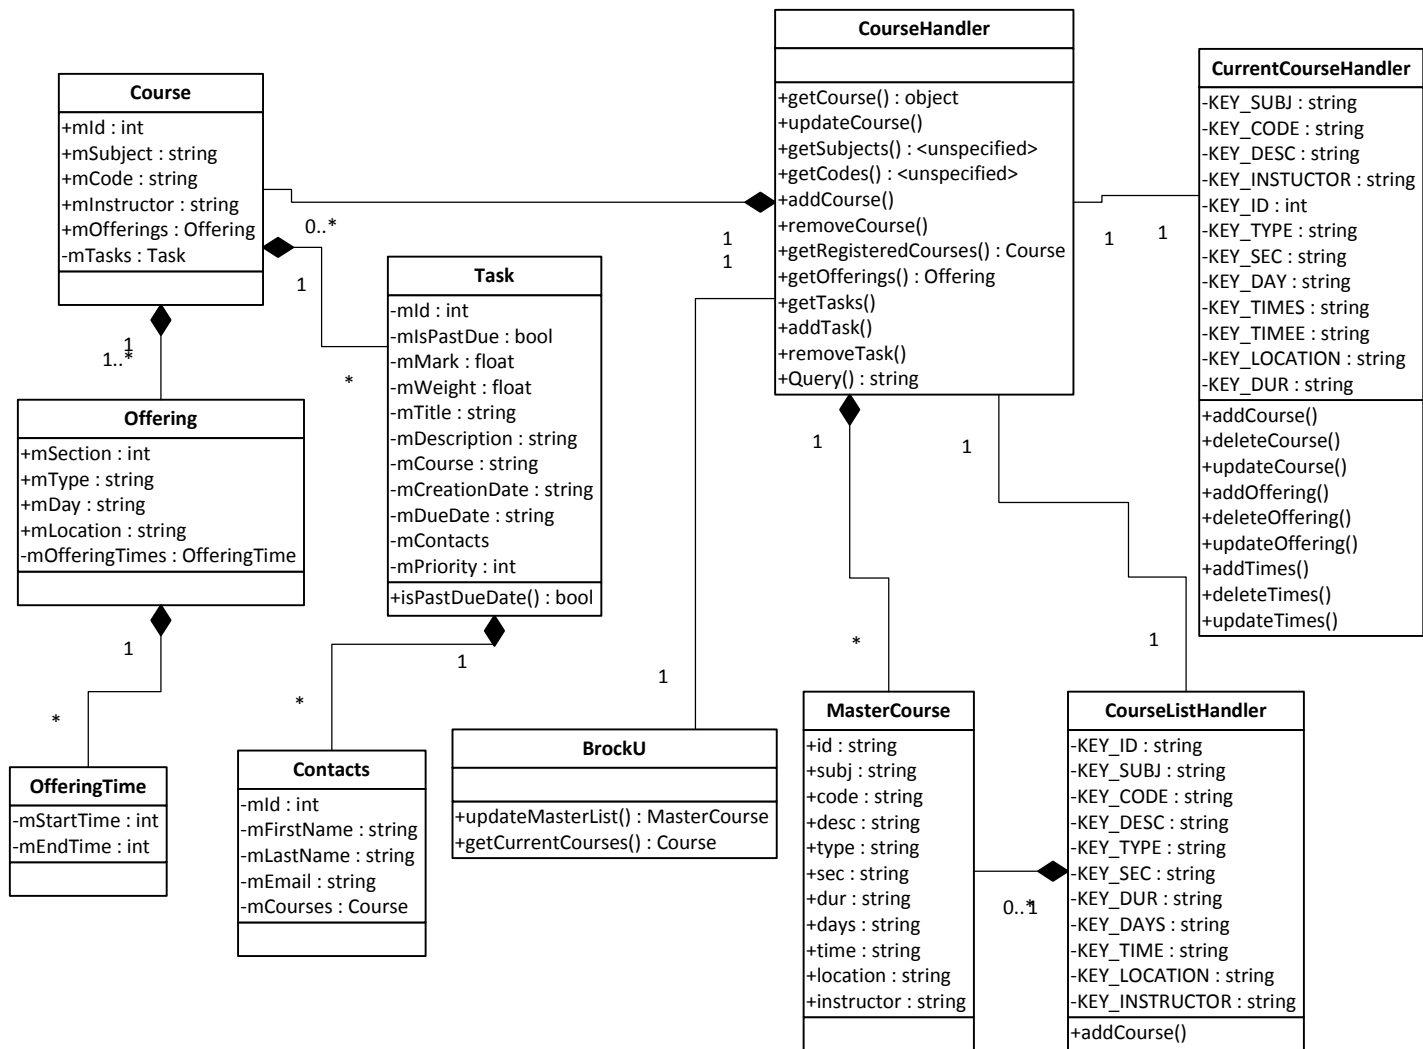 CourseHandler
+getCourse() : object
+updateCourse()
+getSubjects() : <unspecified>
+getCodes() : <unspecified>
+addCourse()
+removeCourse()
+getRegisteredCourses() : Course
+getOfferings() : Offering
+getTasks()
+addTask()
+removeTask()
+Query() : string
CurrentCourseHandler
-KEY_SUBJ : string
-KEY_CODE : string
-KEY_DESC : string
-KEY_INSTUCTOR : string
-KEY_ID : int
-KEY_TYPE : string
-KEY_SEC : string
-KEY_DAY : string
-KEY_TIMES : string
-KEY_TIMEE : string
-KEY_LOCATION : string
-KEY_DUR : string
+addCourse()
+deleteCourse()
+updateCourse()
+addOffering()
+deleteOffering()
+updateOffering()
+addTimes()
+deleteTimes()
+updateTimes()
Course
+mId : int
+mSubject : string
+mCode : string
+mInstructor : string
+mOfferings : Offering
-mTasks : Task
0..*
1
1
1
1
1
*
1
1..*
Task
-mId : int
-mIsPastDue : bool
-mMark : float
-mWeight : float
-mTitle : string
-mDescription : string
-mCourse : string
-mCreationDate : string
-mDueDate : string
-mContacts
-mPriority : int
+isPastDueDate() : bool
Offering
+mSection : int
+mType : string
+mDay : string
+mLocation : string
-mOfferingTimes : OfferingTime
1
1
1
1
*
*
*
1
1
OfferingTime
-mStartTime : int
-mEndTime : int
Contacts
-mId : int
-mFirstName : string
-mLastName : string
-mEmail : string
-mCourses : Course
BrockU
+updateMasterList() : MasterCourse
+getCurrentCourses() : Course
MasterCourse
+id : string
+subj : string
+code : string
+desc : string
+type : string
+sec : string
+dur : string
+days : string
+time : string
+location : string
+instructor : string
0..*
1
CourseListHandler
-KEY_ID : string
-KEY_SUBJ : string
-KEY_CODE : string
-KEY_DESC : string
-KEY_TYPE : string
-KEY_SEC : string
-KEY_DUR : string
-KEY_DAYS : string
-KEY_TIME : string
-KEY_LOCATION : string
-KEY_INSTRUCTOR : string
+addCourse()